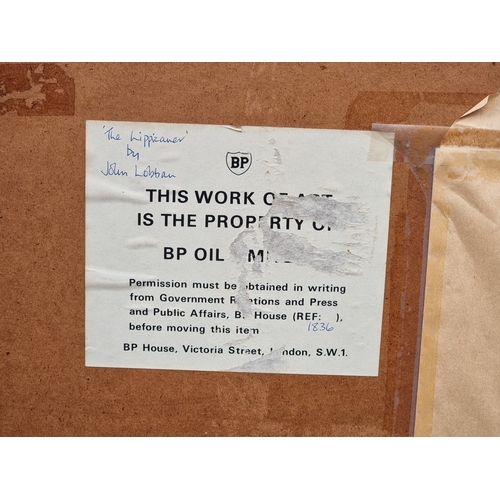 'The Lippizaner'
by
John Lobban
BP
THIS WORK OF ART
IS THE PROPERTY OF
BP OIL
Permission must be obtained in writing
from Government Relations and Press
and Public Affairs, BP House (REF: 1836 ),
before moving this item
BP House, Victoria Street, London, S.W.1.